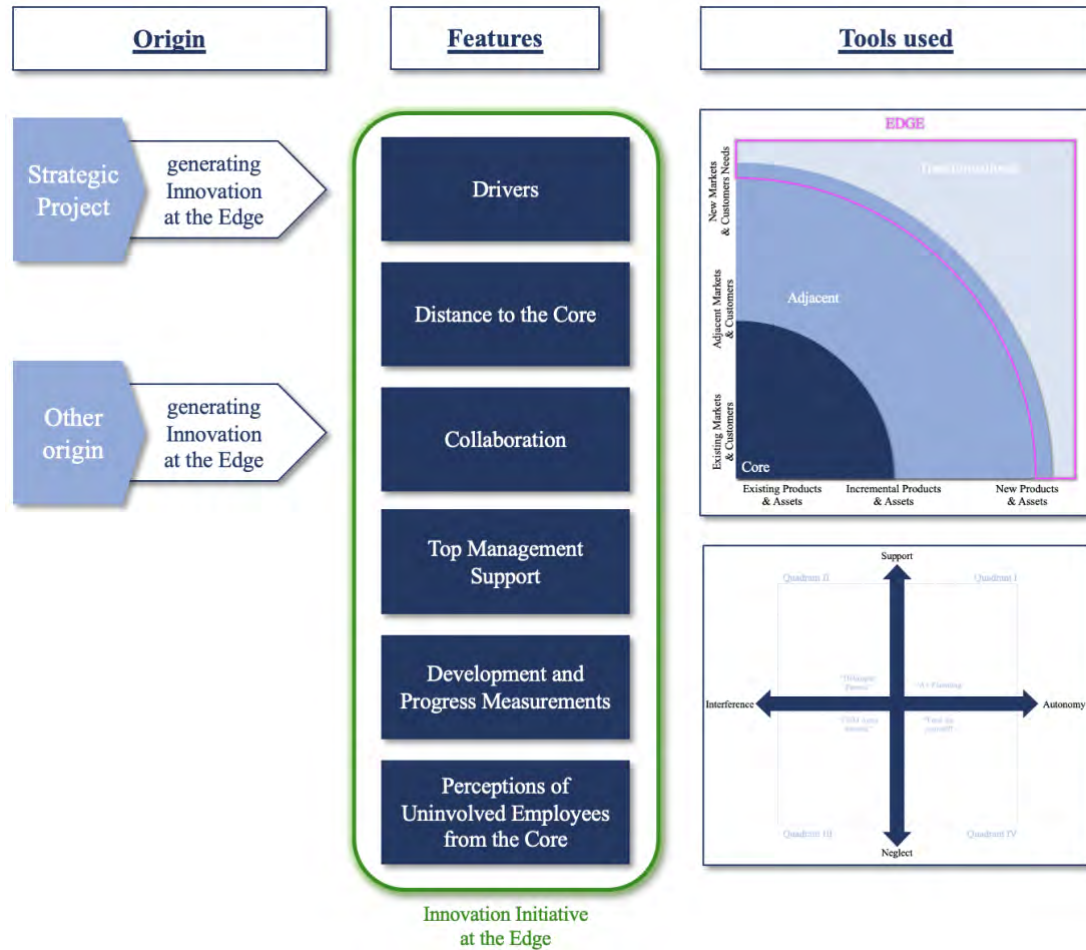 Origin
Features
Tools used
Strategic
Project
generating
Innovation
at the Edge
Other
origin
generating
Innovation
at the Edge
Drivers
Distance to the Core
Collaboration
Top Management
Support
Development and
Progress Measurements
Perceptions of
Uninvolved Employees
from the Core
Innovation Initiative
at the Edge
EDGE
Transformational
Adjacent
Core
New Markets
& Customers Needs
Adjacent Markets
& Customers
Existing Markets
& Customers
Existing Products
& Assets
Incremental Products
& Assets
New Products
& Assets
Support
Quadrant II
Quadrant I
Interference
Autonomy
Quadrant III
Quadrant IV
Neglect